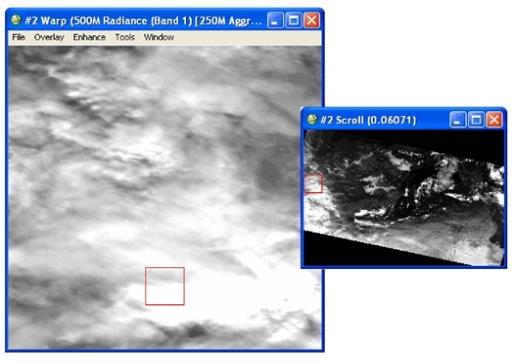 #2 Warp (500M Radiance (Band 1) [250M Aggr...
File Overlay Enhance Tools Window
#2 Scroll (0.06071)